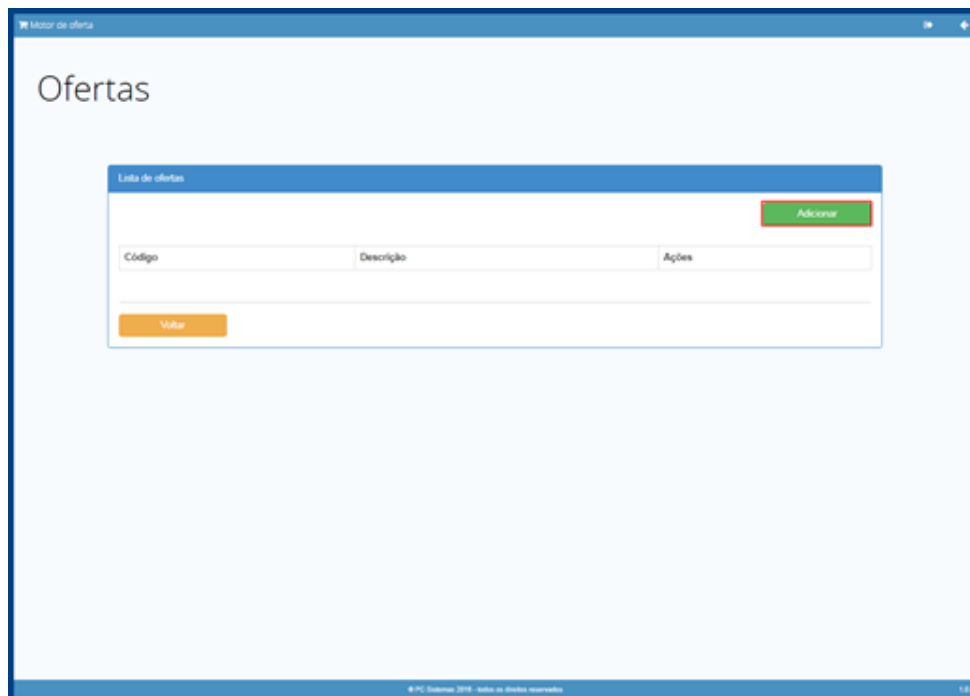 Motor de oferta
Ofertas
Lista de ofertas
Adicionar
Código Descrição Ações
Voltar
© PC Sistemas 2016 - todos os direitos reservados